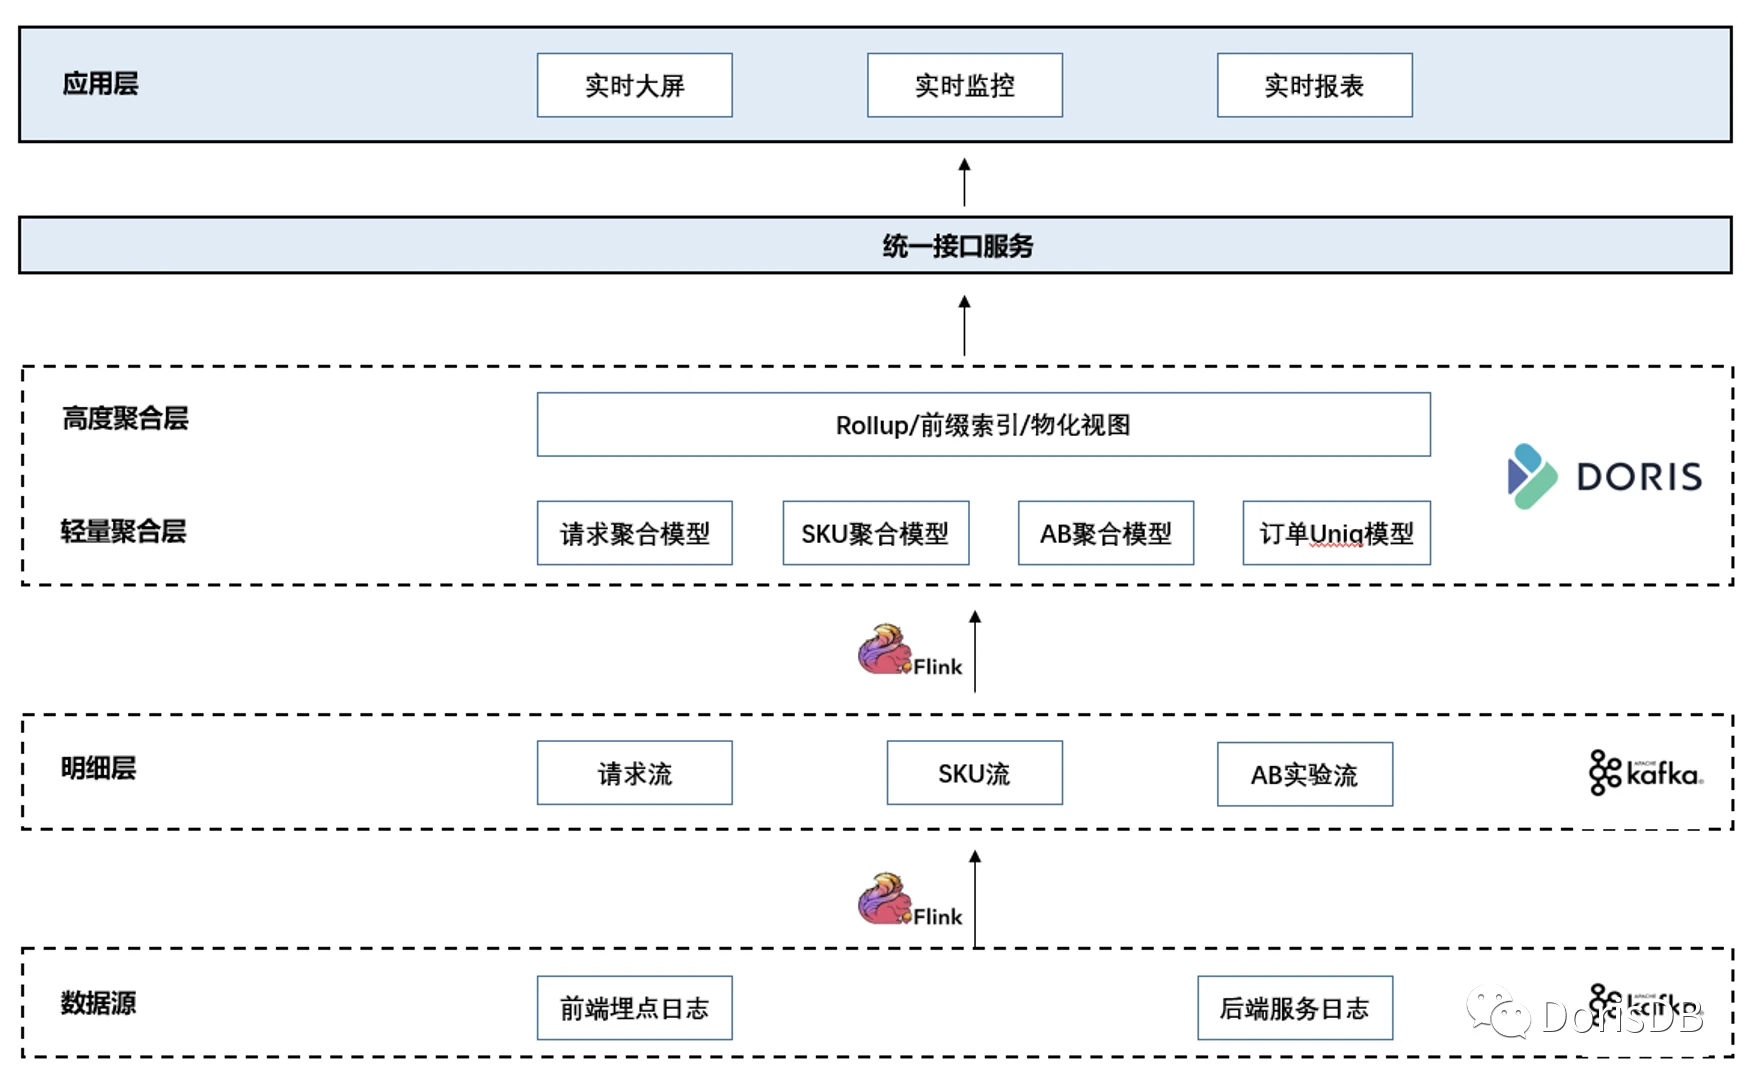 应用层
实时大屏
实时监控
实时报表
统一接口服务
高度聚合层
Rollup/前缀索引/物化视图
DORIS
轻量聚合层
请求聚合模型
SKU聚合模型
AB聚合模型
订单Uniq模型
Flink
明细层
请求流
SKU流
AB实验流
APACHE
kafka
Flink
数据源
前端埋点日志
后端服务日志
APACHE
kafka
DorisDB